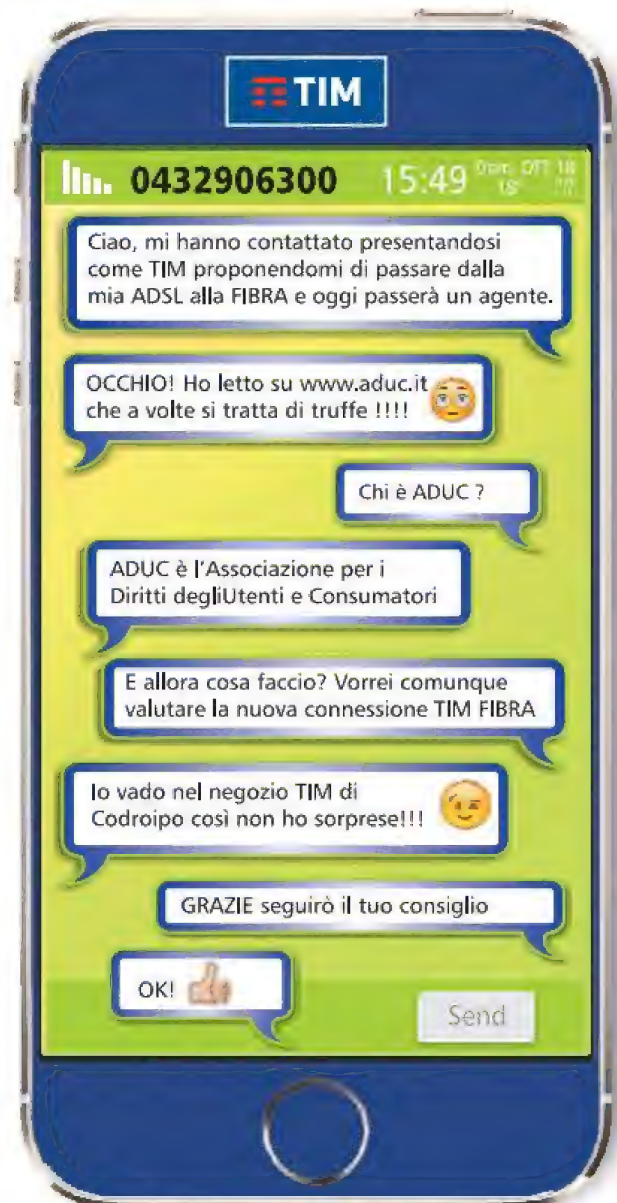 TIM
0432906300 15:49
Ciao, mi hanno contattato presentandosi
come TIM proponendomi di passare dalla
mia ADSL alla FIBRA e oggi passerà un agente.
OCCHIO! Ho letto su www.aduc.it
che a volte si tratta di truffe !!!!
Chi è ADUC ?
ADUC è l'Associazione per i
Diritti degliUtenti e Consumatori
E allora cosa faccio? Vorrei comunque
valutare la nuova connessione TIM FIBRA
Io vado nel negozio TIM di
Codroipo così non ho sorprese!!!
GRAZIE seguirò il tuo consiglio
OK!
Send